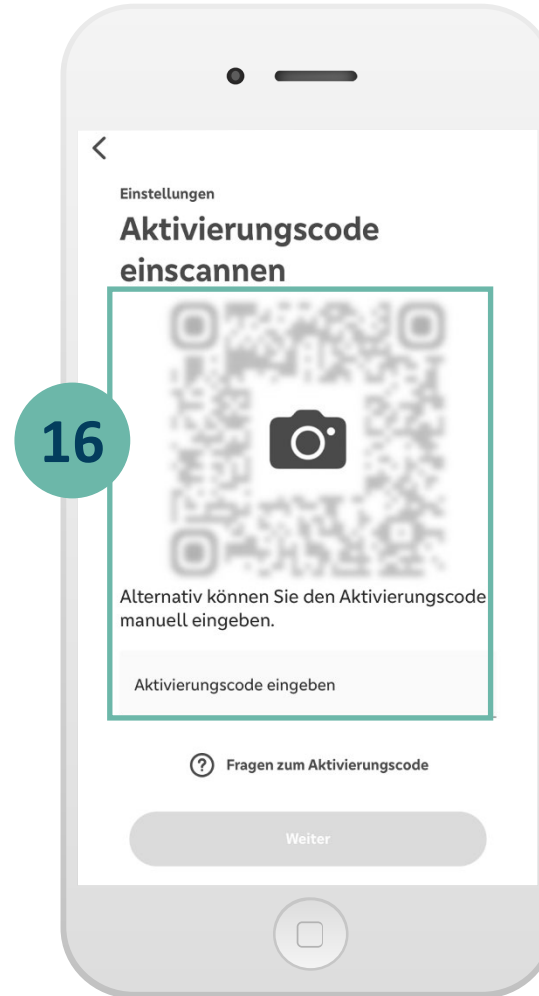 Einstellungen
Aktivierungscode
einscannen
16
Alternativ können Sie den Aktivierungscode
manuell eingeben.
Aktivierungscode eingeben
? Fragen zum Aktivierungscode
Weiter